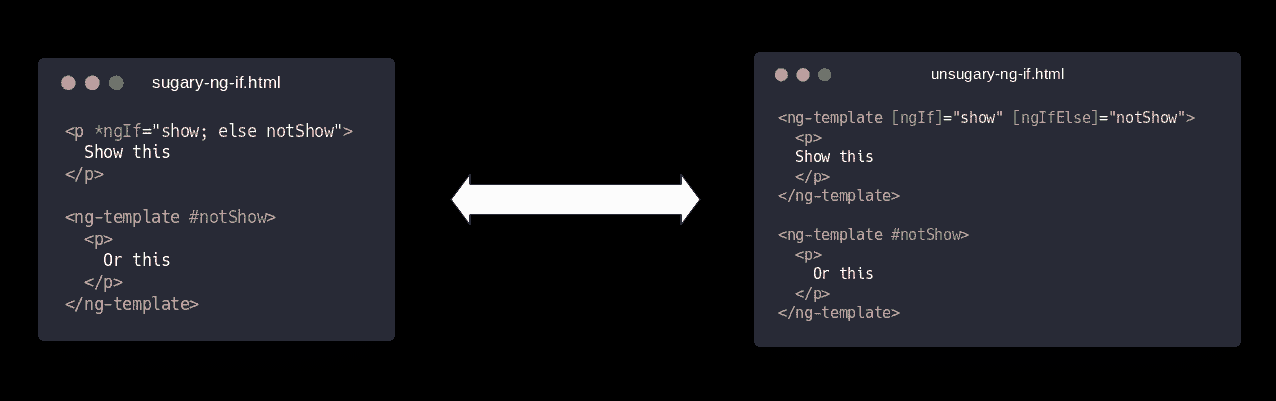 sugary-ng-if.html
<p *ngIf="show; else notShow">
  Show this
</p>
<ng-template #notShow>
  <p>
    Or this
  </p>
</ng-template>
unsugary-ng-if.html
<ng-template [ngIf]="show" [ngIfElse]="notShow">
  <p>
  Show this
  </p>
</ng-template>
<ng-template #notShow>
  <p>
    Or this
  </p>
</ng-template>